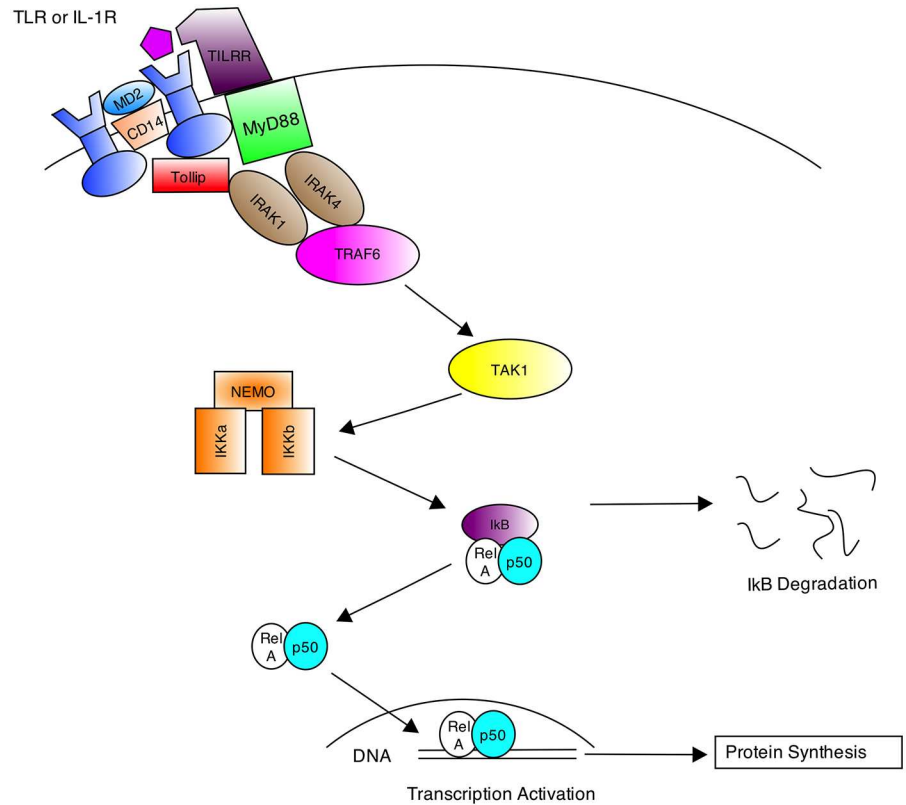 TLR or IL-1R
TILRR
MD2
CD14
MyD88
Tollip
IRAK1
IRAK4
TRAF6
TAK1
NEMO
IKKa
IKKb
IkB
Rel
A
p50
IkB Degradation
Rel
A
p50
Rel
A
p50
DNA
Protein Synthesis
Transcription Activation